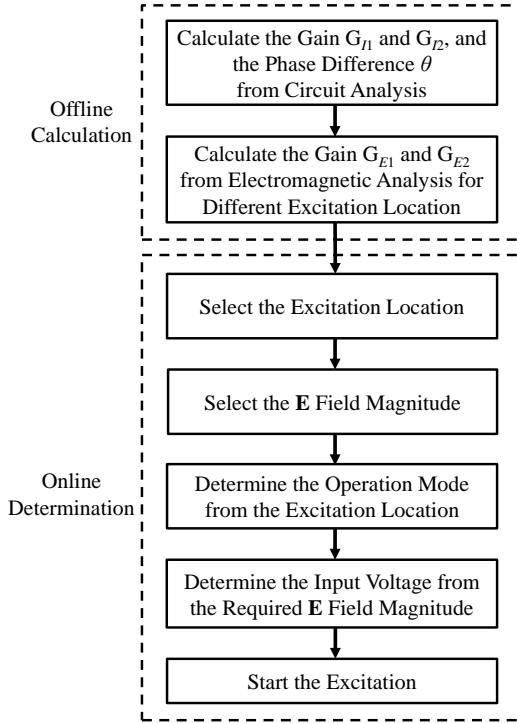 Offline
Calculation
Calculate the Gain G_{I1} and G_{I2}, and
the Phase Difference θ
from Circuit Analysis
Calculate the Gain G_{E1} and G_{E2}
from Electromagnetic Analysis for
Different Excitation Location
Online
Determination
Select the Excitation Location
Select the E Field Magnitude
Determine the Operation Mode
from the Excitation Location
Determine the Input Voltage from
the Required E Field Magnitude
Start the Excitation